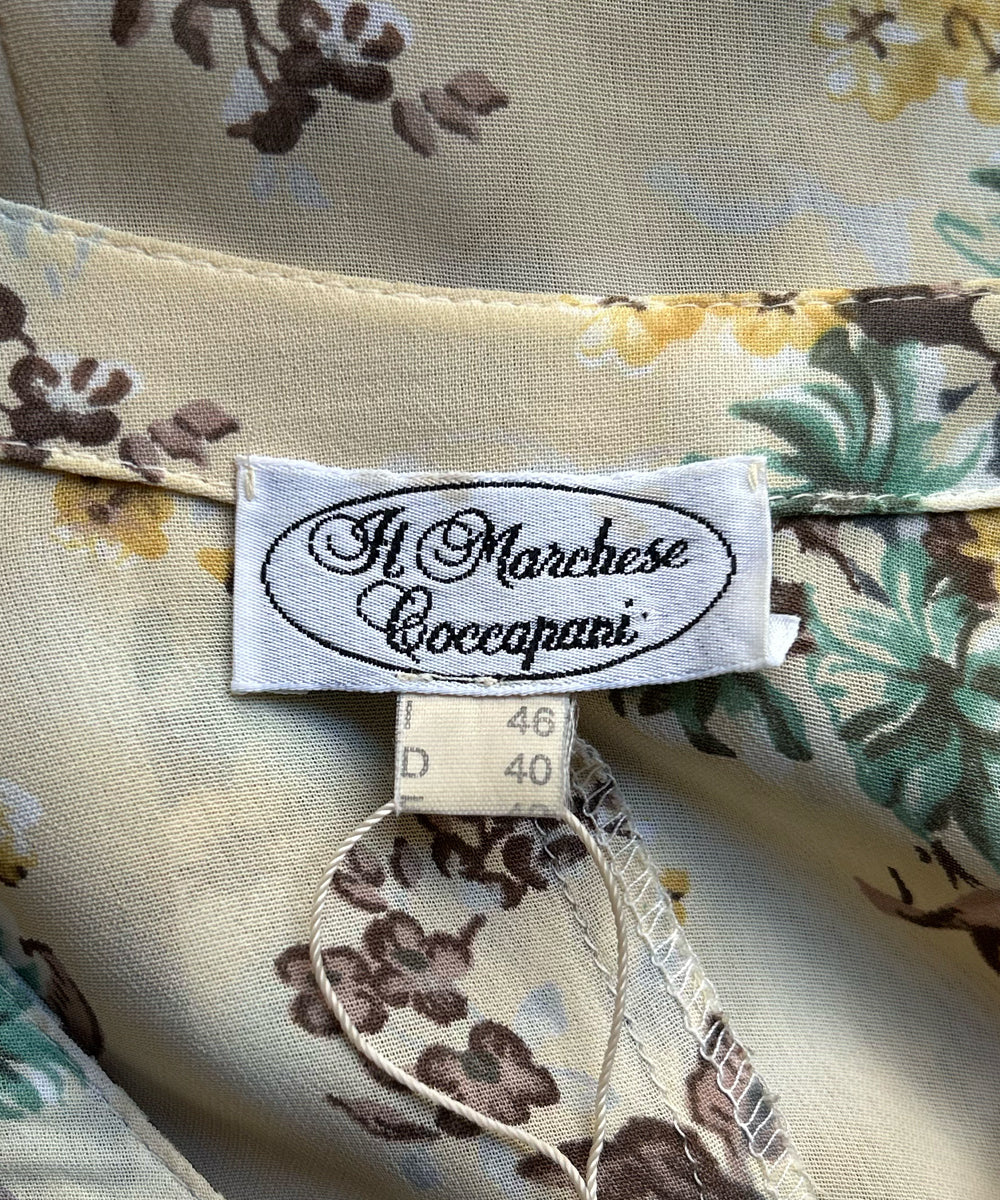 Il Marchese
Coccapani
I 46
D 40